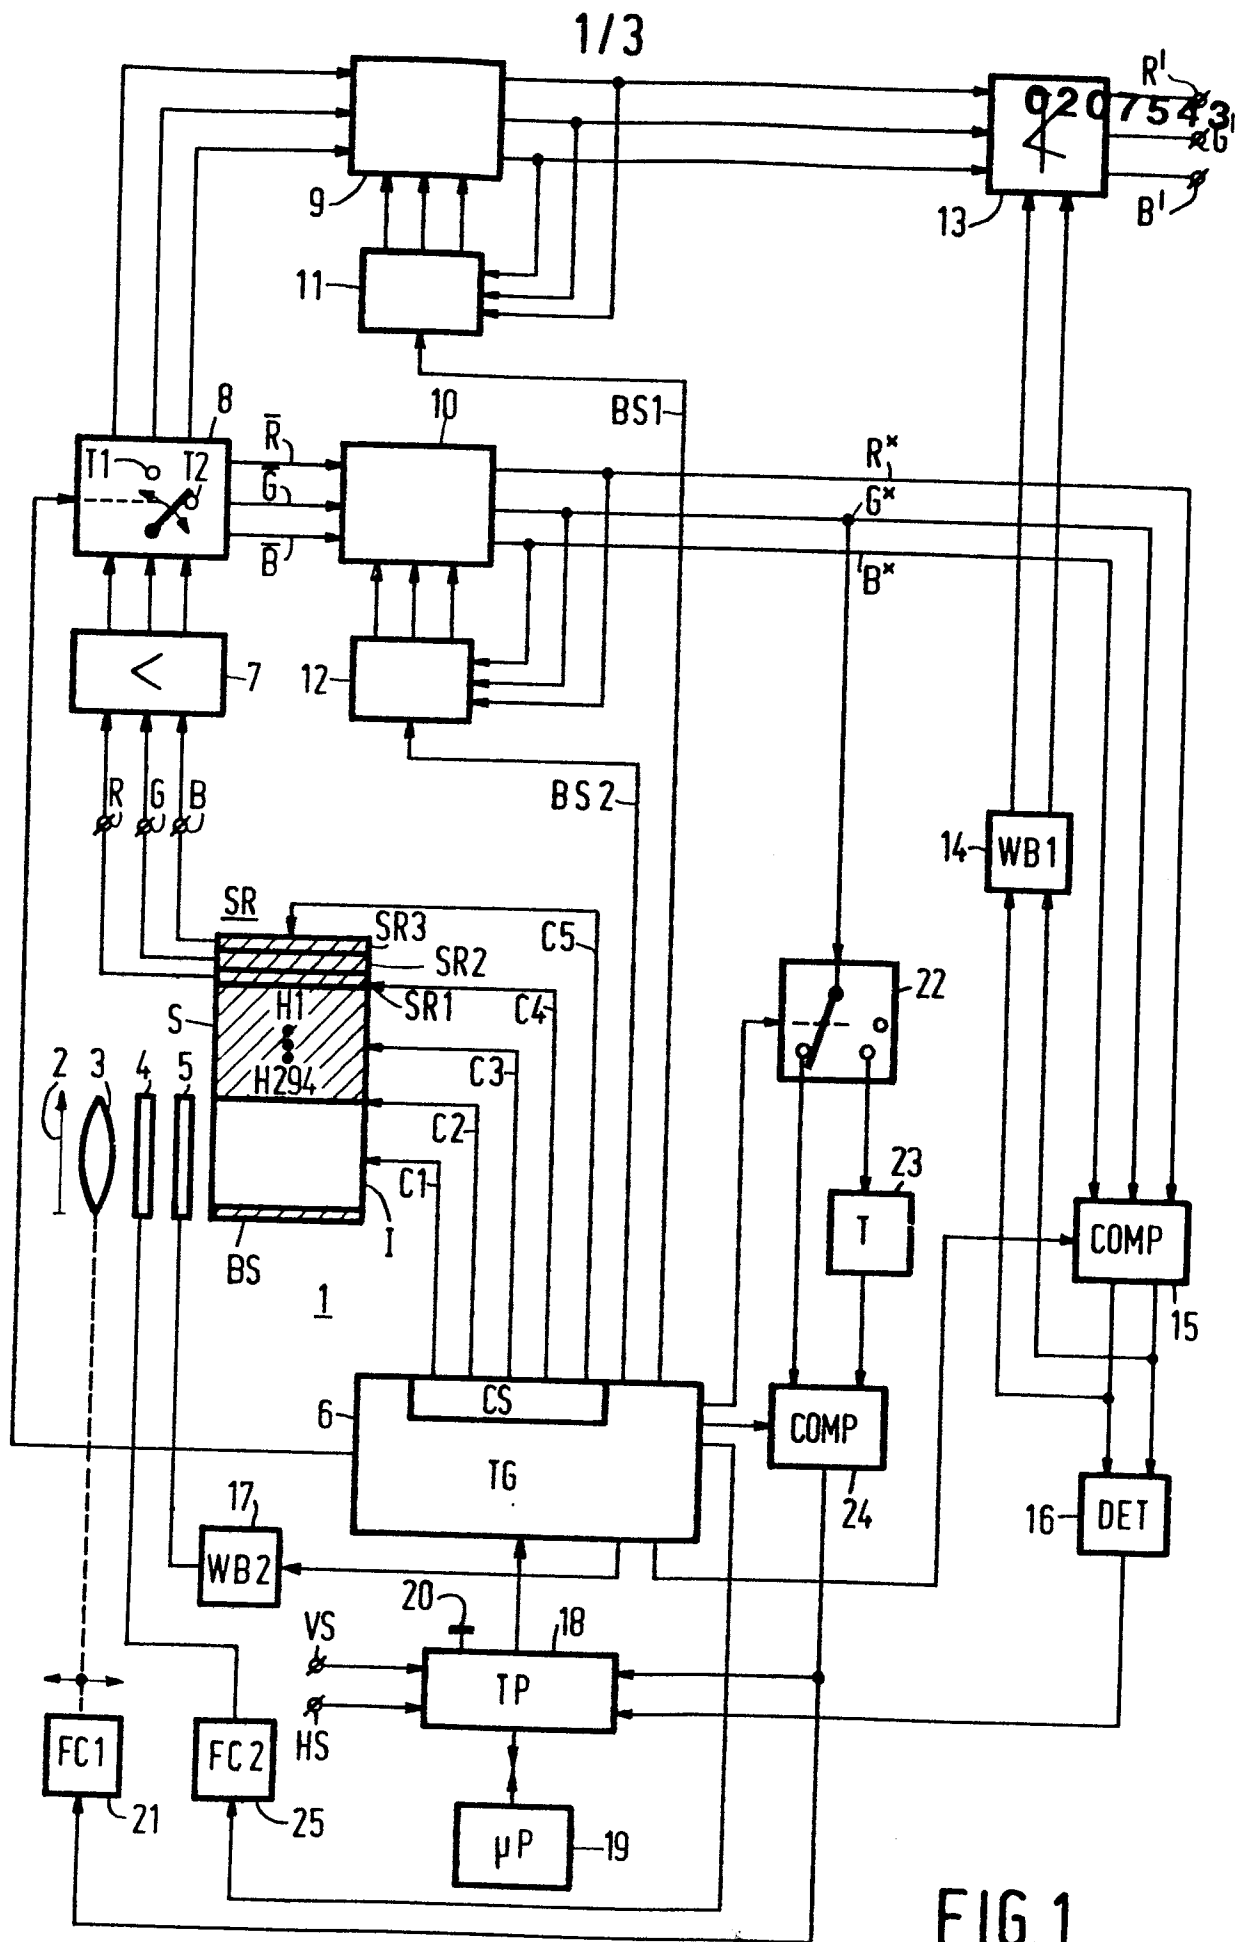 1/3
R'
0207543
G'
B'
9
13
11
BS1
10
8
R̅
T1
T2
G̅
B̅
R*
G*
B*
<
7
12
BS2
R
G
B
14
WB1
SR
SR3
C5
SR2
SR1
C4
S
H1
H294
C3
22
2
3
4
5
C2
C1
23
T
I
BS
1
COMP
15
CS
6
TG
COMP
24
17
WB2
16
DET
20
18
VS
TP
HS
FC1
FC2
21
25
µP
19
FIG.1